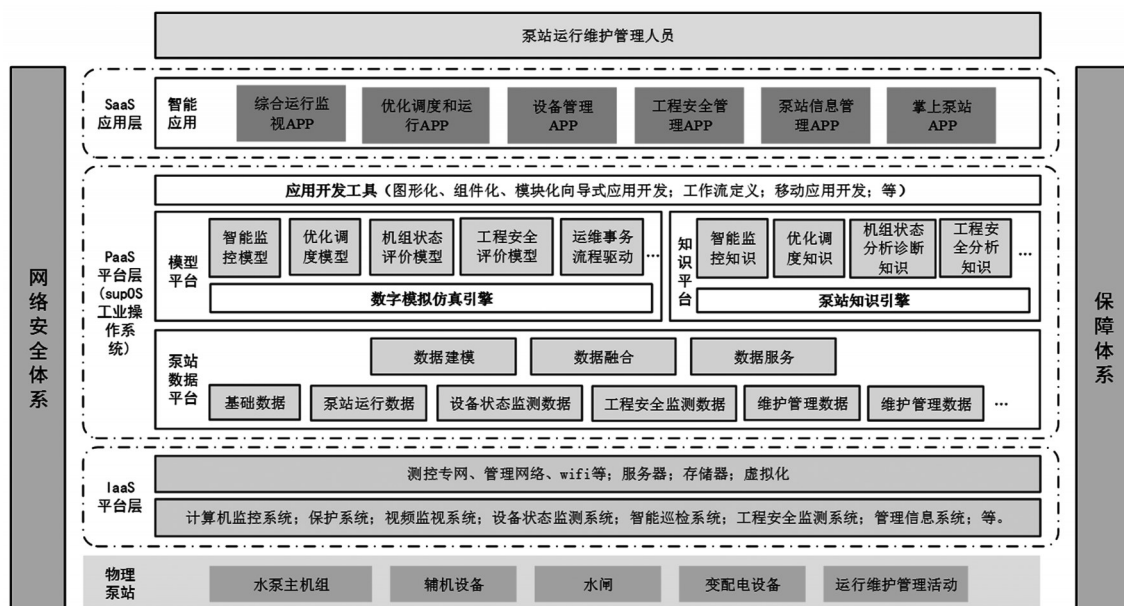 泵站运行维护管理人员
网络安全体系
保障体系
SaaS
应用层
智能
应用
综合运行监
视APP
优化调度和运
行APP
设备管理
APP
工程安全管
理APP
泵站信息管
理APP
掌上泵站
APP
PaaS
平台层
(supOS
工业操
作系
统)
应用开发工具（图形化、组件化、模块化向导式应用开发；工作流定义；移动应用开发；等）
模型
平台
智能监
控模型
优化调
度模型
机组状态
评价模型
工程安全
评价模型
运维事务
流程驱动
…
数字模拟仿真引擎
知识平台
智能监
控知识
优化调
度知识
机组状态
分析诊断
知识
工程安
全分析
知识
…
泵站知识引擎
泵站
数据
平台
数据建模
数据融合
数据服务
基础数据
泵站运行数据
设备状态监测数据
工程安全监测数据
维护管理数据
维护管理数据
…
IaaS
平台层
测控专网、管理网络、wifi等；服务器；存储器；虚拟化
计算机监控系统；保护系统；视频监视系统；设备状态监测系统；智能巡检系统；工程安全监测系统；管理信息系统；等。
物理
泵站
水泵主机组
辅机设备
水闸
变配电设备
运行维护管理活动